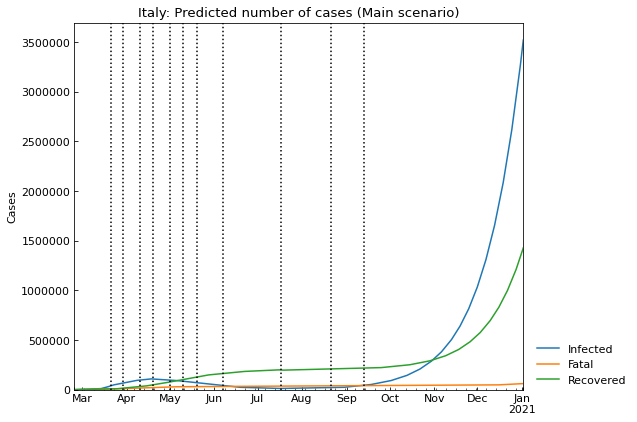 Italy: Predicted number of cases (Main scenario)
3500000
3000000
2500000
2000000
1500000
1000000
500000
0
Cases
Mar Apr May Jun Jul Aug Sep Oct Nov Dec Jan
2021
Infected
Fatal
Recovered